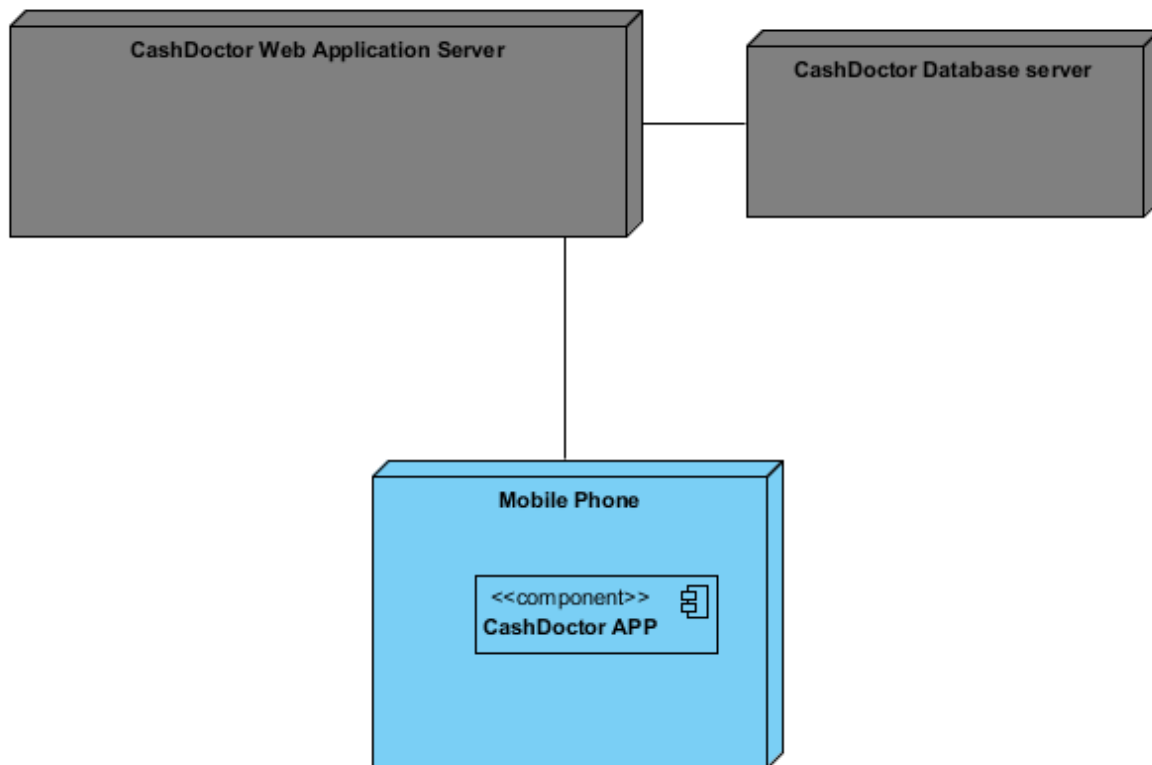 CashDoctor Web Application Server
CashDoctor Database server
Mobile Phone
<<component>>
CashDoctor APP